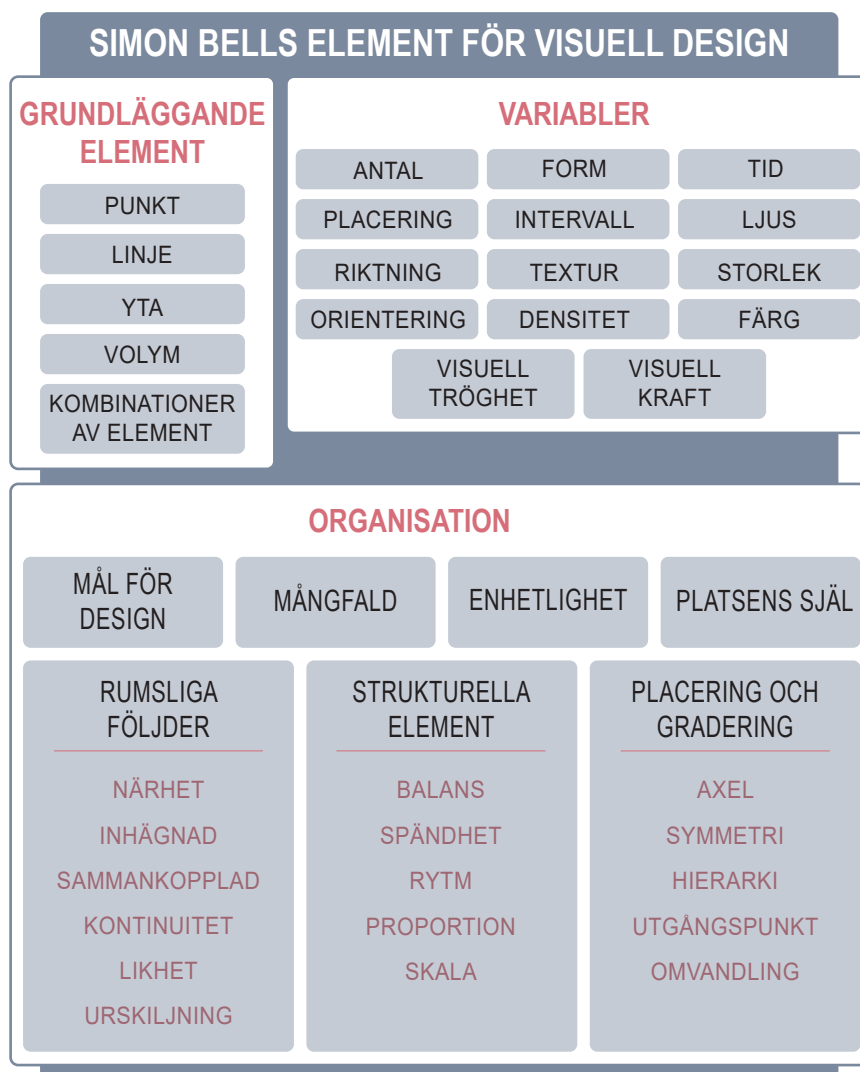 SIMON BELLS ELEMENT FÖR VISUELL DESIGN
GRUNDLÄGGANDE
ELEMENT
PUNKT
LINJE
YTA
VOLYM
KOMBINATIONER
AV ELEMENT
VARIABLER
ANTAL
FORM
TID
PLACERING
INTERVALL
LJUS
RIKTNING
TEXTUR
STORLEK
ORIENTERING
DENSITET
FÄRG
VISUELL
TRÖGHET
VISUELL
KRAFT
ORGANISATION
MÅL FÖR
DESIGN
MÅNGFALD
ENHETLIGHET
PLATSENS SJÄL
RUMSLIGA
FÖLJDER
NÄRHET
INHÄGNAD
SAMMANKOPPLAD
KONTINUITET
LIKHET
URSKILJNING
STRUKTURELLA
ELEMENT
BALANS
SPÄNDHET
RYTM
PROPORTION
SKALA
PLACERING OCH
GRADERING
AXEL
SYMMETRI
HIERARKI
UTGÅNGSPUNKT
OMVANDLING